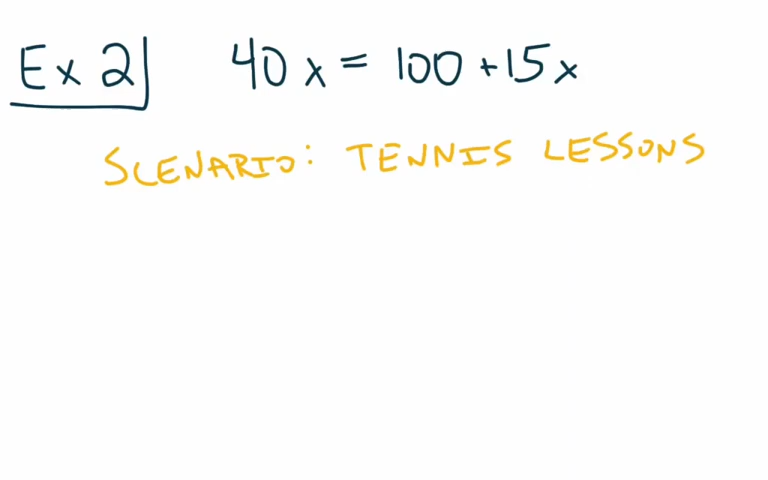 Ex 2 40x = 100 + 15x
SCENARIO: TENNIS LESSONS